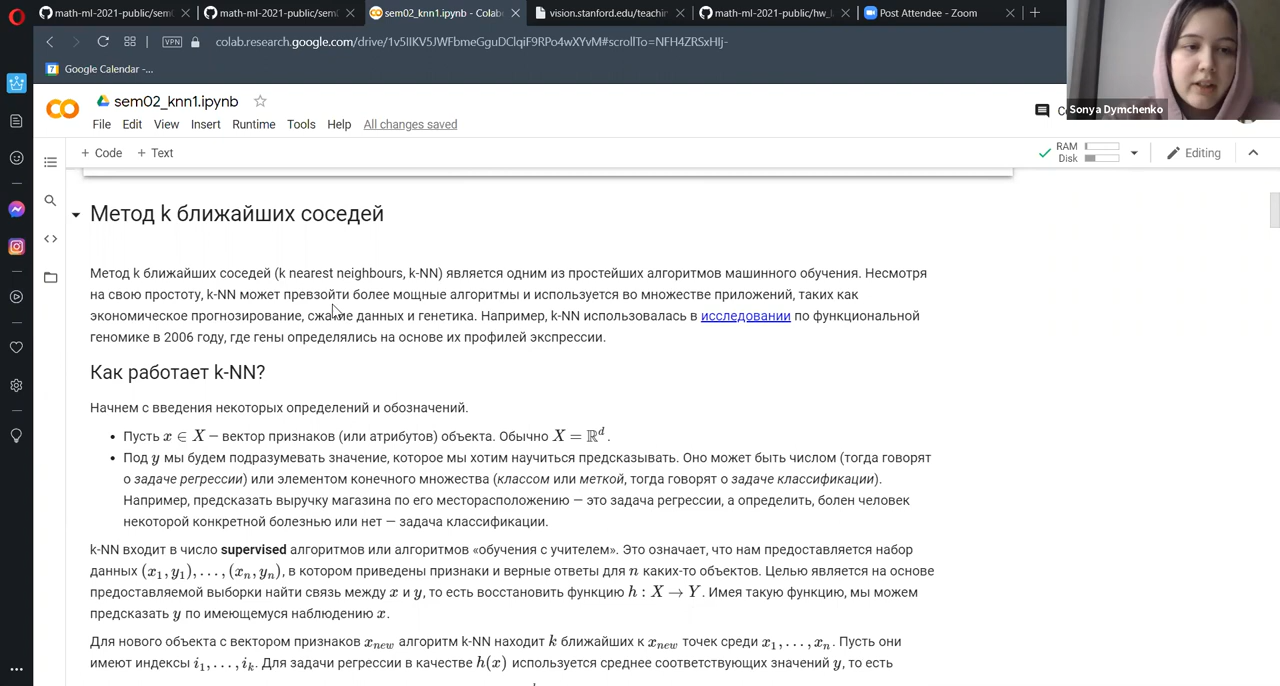 math-ml-2021-public/sem
math-ml-2021-public/sem
sem02_knn1.ipynb - Colab
vision.stanford.edu/teachin
math-ml-2021-public/hw_l
Post Attendee - Zoom
VPN
colab.research.google.com/drive/1v5IIKV5JWFbmeGguDClqiF9RPo4wXYvM#scrollTo=NFH4ZRSxHIj-
7 Google Calendar -...
Sonya Dymchenko
sem02_knn1.ipynb
File Edit View Insert Runtime Tools Help All changes saved
+ Code + Text
RAM
Disk
Editing
Метод k ближайших соседей
Метод k ближайших соседей (k nearest neighbours, k-NN) является одним из простейших алгоритмов машинного обучения. Несмотря
на свою простоту, k-NN может превзойти более мощные алгоритмы и используется во множестве приложений, таких как
экономическое прогнозирование, сжатие данных и генетика. Например, k-NN использовалась в исследовании по функциональной
геномике в 2006 году, где гены определялись на основе их профилей экспрессии.
Как работает k-NN?
Начнем с введения некоторых определений и обозначений.
• Пусть x ∈ X – вектор признаков (или атрибутов) объекта. Обычно X = ℝ^d.
• Под y мы будем подразумевать значение, которое мы хотим научиться предсказывать. Оно может быть числом (тогда говорят
о задаче регрессии) или элементом конечного множества (классом или меткой, тогда говорят о задаче классификации).
Например, предсказать выручку магазина по его месторасположению — это задача регрессии, а определить, болен человек
некоторой конкретной болезнью или нет — задача классификации.
k-NN входит в число supervised алгоритмов или алгоритмов «обучения с учителем». Это означает, что нам предоставляется набор
данных (x_1, y_1), . . . , (x_n, y_n), в котором приведены признаки и верные ответы для n каких-то объектов. Целью является на основе
предоставляемой выборки найти связь между x и y, то есть восстановить функцию h : X → Y. Имея такую функцию, мы можем
предсказать y по имеющемуся наблюдению x.
Для нового объекта с вектором признаков x_new алгоритм k-NN находит k ближайших к x_new точек среди x_1, . . . , x_n. Пусть они
имеют индексы i_1, . . . , i_k. Для задачи регрессии в качестве h(x) используется среднее соответствующих значений y, то есть